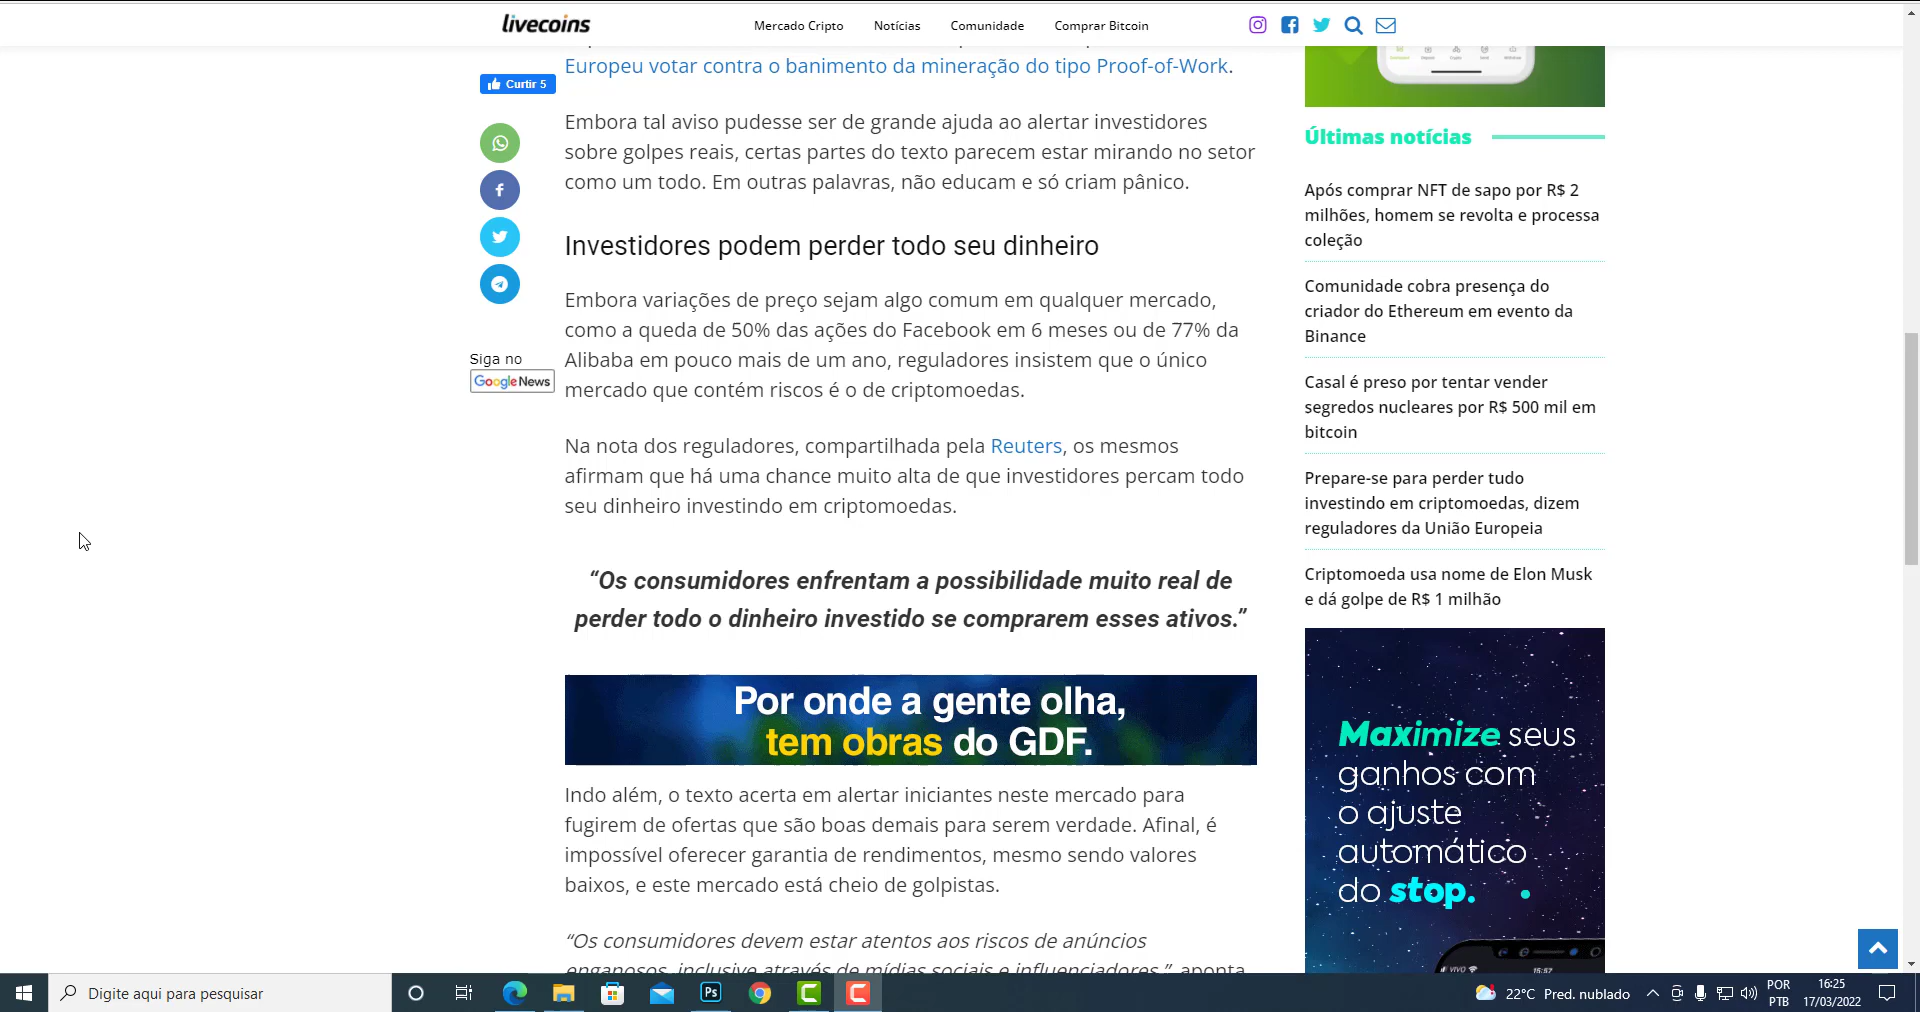 livecoins
Mercado Cripto
Notícias
Comunidade
Comprar Bitcoin
Europeu votar contra o banimento da mineração do tipo Proof-of-Work.
Curtir 5
Embora tal aviso pudesse ser de grande ajuda ao alertar investidores
sobre golpes reais, certas partes do texto parecem estar mirando no setor
como um todo. Em outras palavras, não educam e só criam pânico.
Investidores podem perder todo seu dinheiro
Embora variações de preço sejam algo comum em qualquer mercado,
como a queda de 50% das ações do Facebook em 6 meses ou de 77% da
Alibaba em pouco mais de um ano, reguladores insistem que o único
mercado que contém riscos é o de criptomoedas.
Siga no
Google News
Na nota dos reguladores, compartilhada pela Reuters, os mesmos
afirmam que há uma chance muito alta de que investidores percam todo
seu dinheiro investindo em criptomoedas.
“Os consumidores enfrentam a possibilidade muito real de
perder todo o dinheiro investido se comprarem esses ativos.”
Por onde a gente olha,
tem obras do GDF.
Indo além, o texto acerta em alertar iniciantes neste mercado para
fugirem de ofertas que são boas demais para serem verdade. Afinal, é
impossível oferecer garantia de rendimentos, mesmo sendo valores
baixos, e este mercado está cheio de golpistas.
“Os consumidores devem estar atentos aos riscos de anúncios
enganosos, inclusive através de mídias sociais e influenciadores.”, aponta
Últimas notícias
Após comprar NFT de sapo por R$ 2
milhões, homem se revolta e processa
coleção
Comunidade cobra presença do
criador do Ethereum em evento da
Binance
Casal é preso por tentar vender
segredos nucleares por R$ 500 mil em
bitcoin
Prepare-se para perder tudo
investindo em criptomoedas, dizem
reguladores da União Europeia
Criptomoeda usa nome de Elon Musk
e dá golpe de R$ 1 milhão
Maximize seus
ganhos com
o ajuste
automático
do stop.
VIVO
15:57
Digite aqui para pesquisar
Ps
22°C Pred. nublado
POR
PTB
16:25
17/03/2022